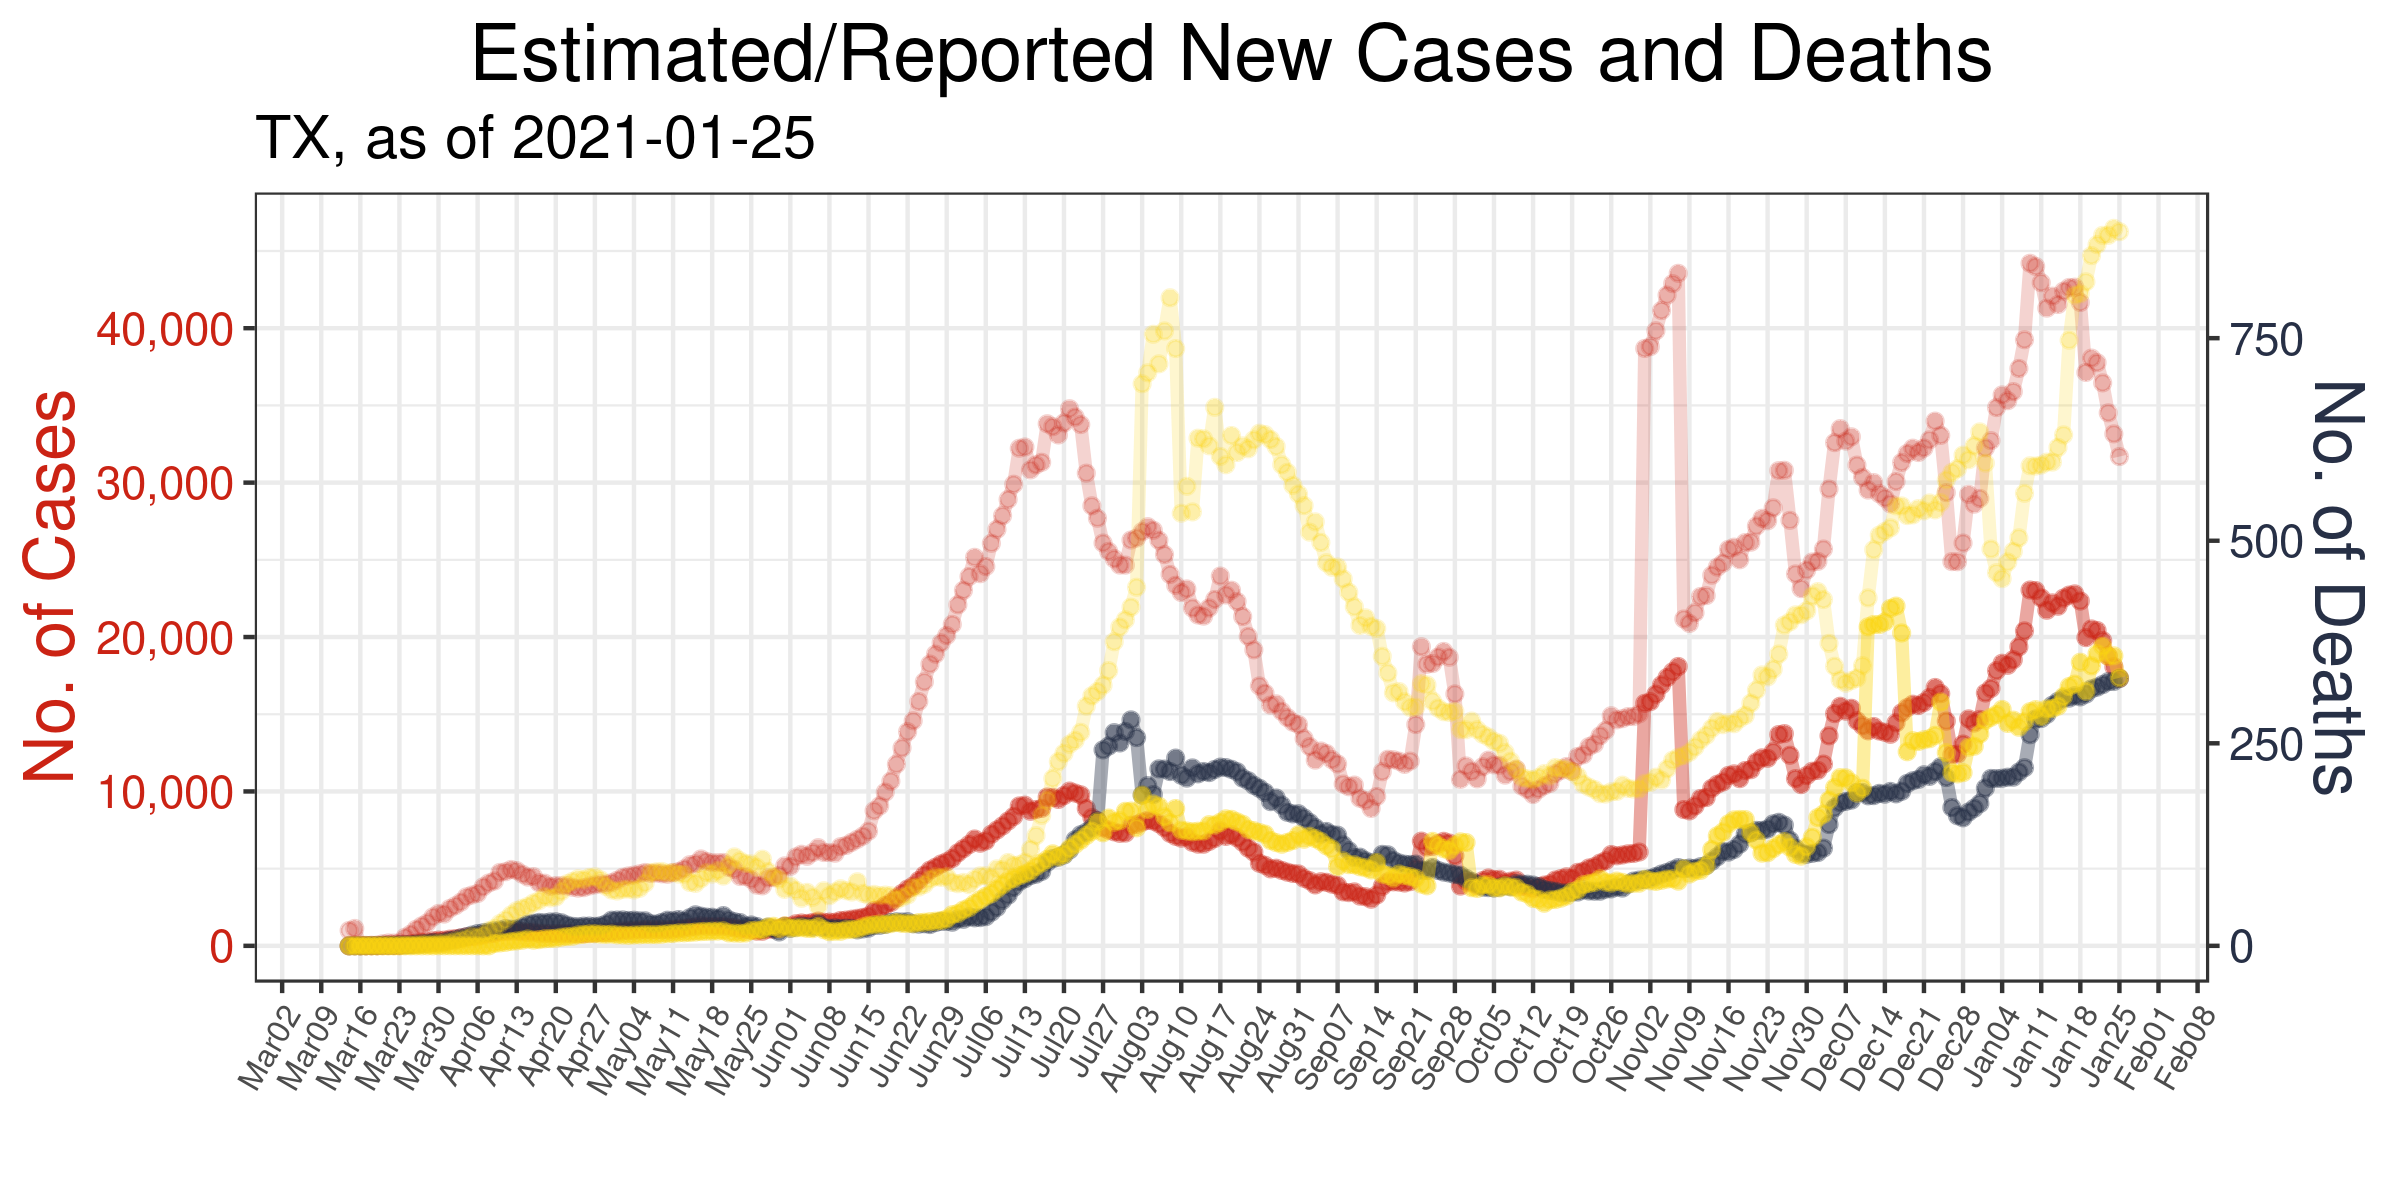 Estimated/Reported New Cases and Deaths
TX, as of 2021-01-25
No. of Cases
40,000
30,000
20,000
10,000
0
750
500
250
0
No. of Deaths
Mar02
Mar09
Mar16
Mar23
Mar30
Apr06
Apr13
Apr20
Apr27
May04
May11
May18
May25
Jun01
Jun08
Jun15
Jun22
Jun29
Jul06
Jul13
Jul20
Jul27
Aug03
Aug10
Aug17
Aug24
Aug31
Sep07
Sep14
Sep21
Sep28
Oct05
Oct12
Oct19
Oct26
Nov02
Nov09
Nov16
Nov23
Nov30
Dec07
Dec14
Dec21
Dec28
Jan04
Jan11
Jan18
Jan25
Feb01
Feb08